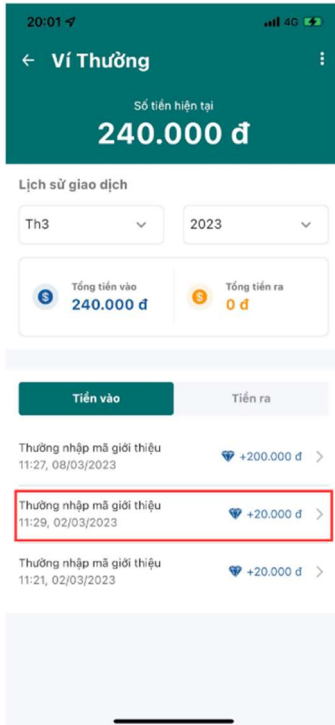 20:01 4G
Ví Thưởng
Số tiền hiện tại
240.000 đ
Lịch sử giao dịch
Th3 2023
Tổng tiền vào
240.000 đ
Tổng tiền ra
0 đ
Tiền vào Tiền ra
Thưởng nhập mã giới thiệu
11:27, 08/03/2023
+200.000 đ
Thưởng nhập mã giới thiệu
11:29, 02/03/2023
+20.000 đ
Thưởng nhập mã giới thiệu
11:21, 02/03/2023
+20.000 đ